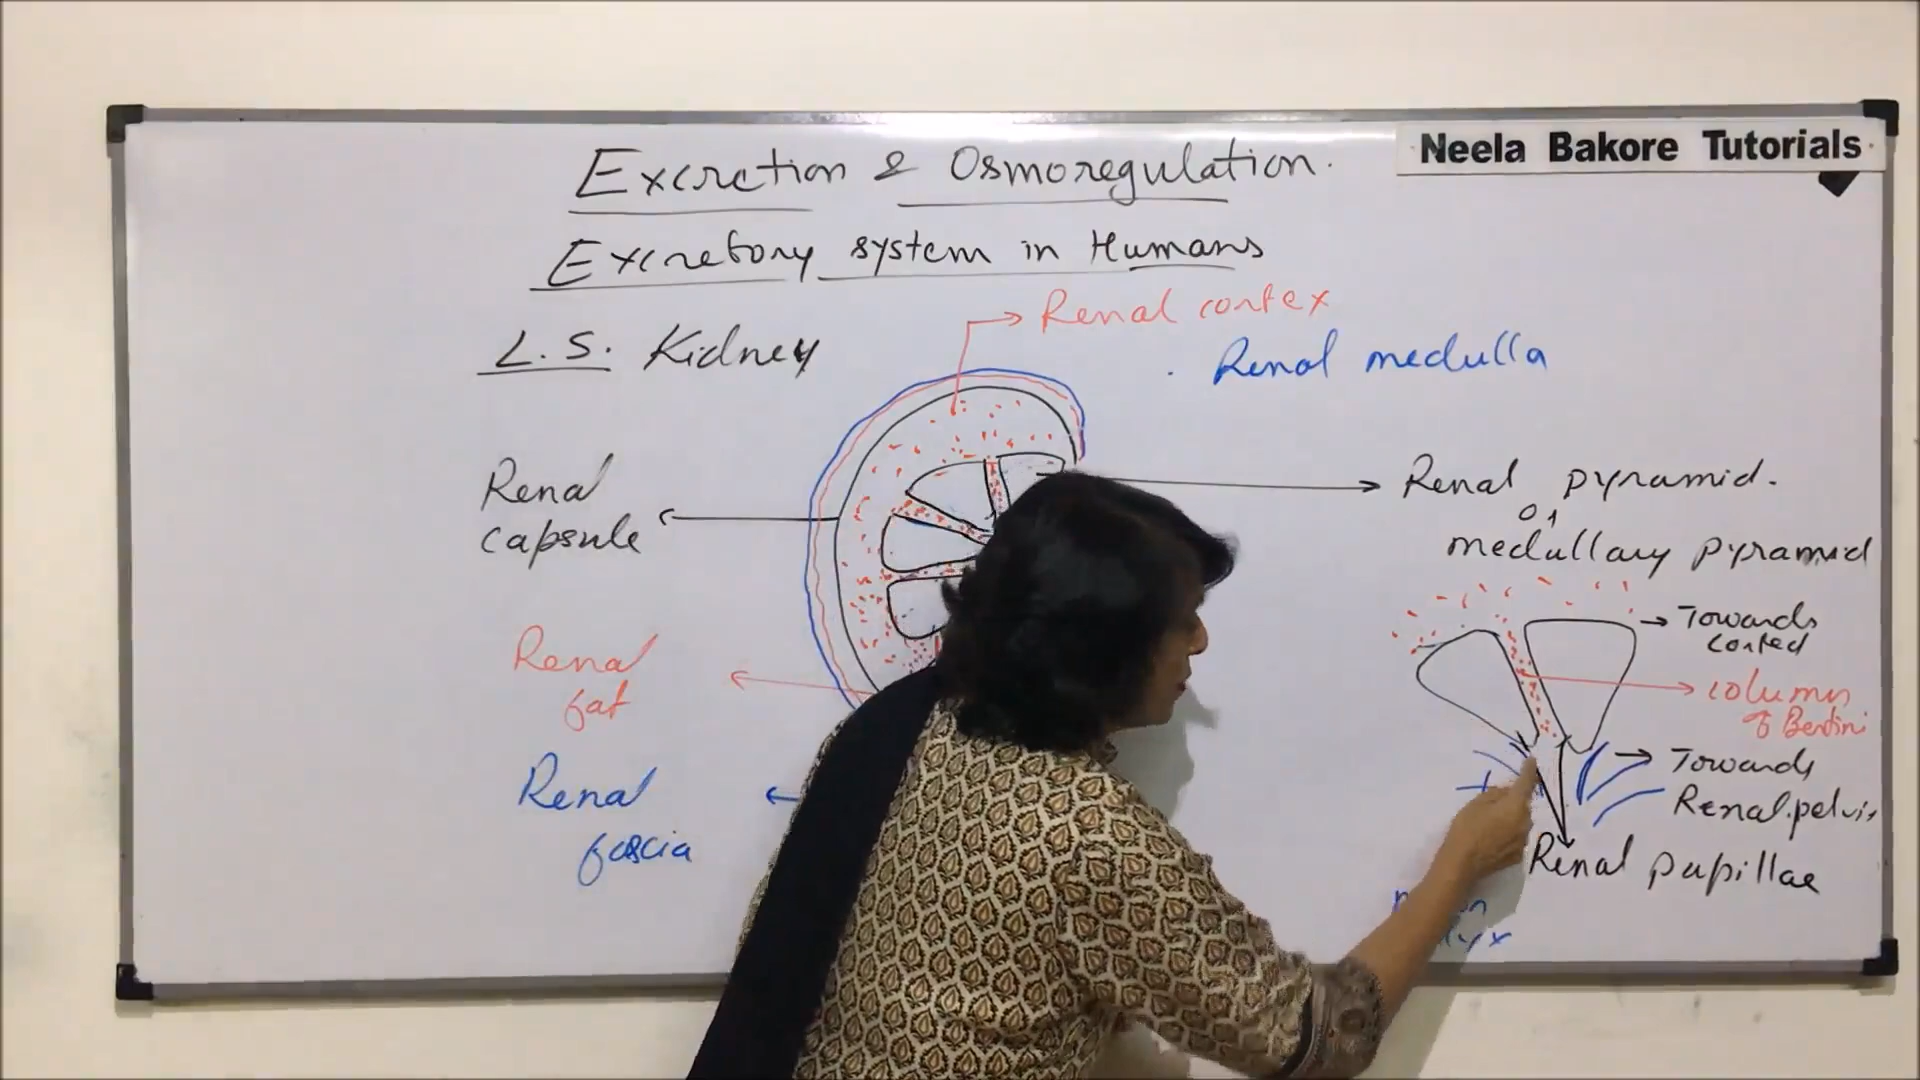 Neela Bakore Tutorials
Excretion & Osmoregulation.
Excretory system in Humans
Renal cortex
L.S. Kidney
Renal medulla
Renal
capsule
Renal pyramid.
or
medullary pyramid
Towards
Renal
fat
columns
of Bertini
Towards
Renal pelvis
Renal
fascia
Renal papillae